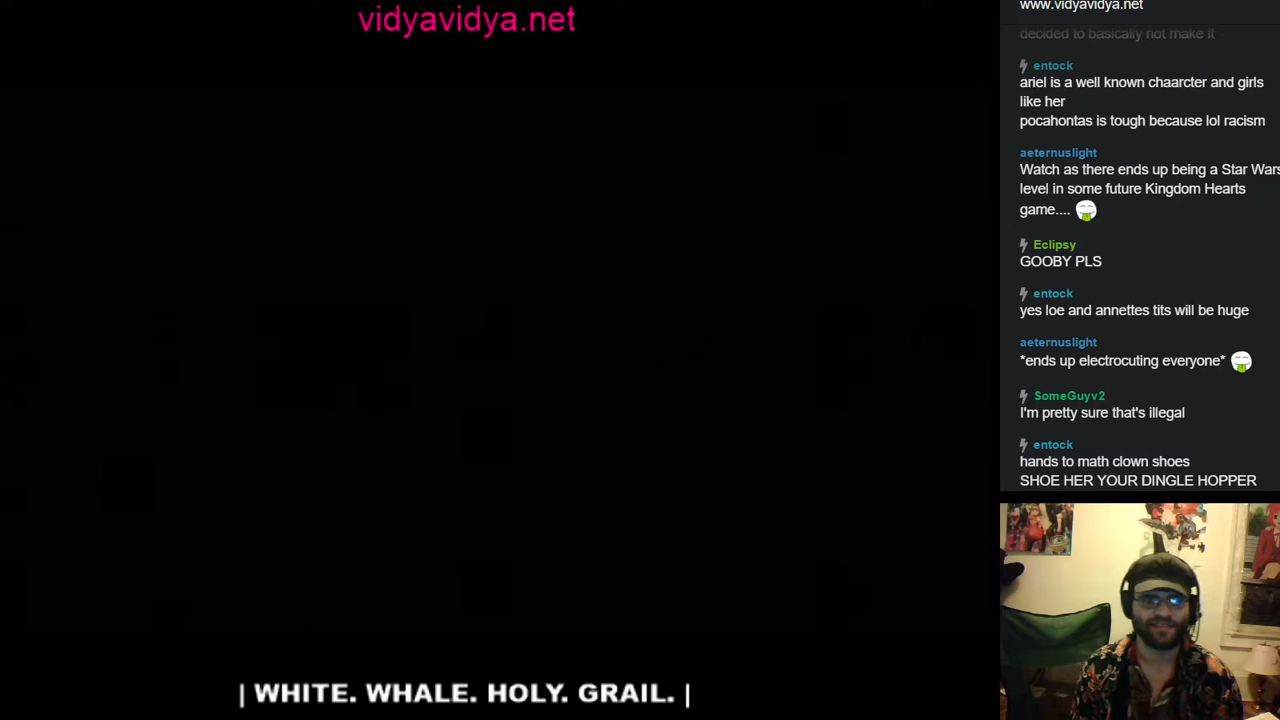 vidyavidya.net
www.vidyavidya.net
decided to basically not make it
entock
ariel is a well known chaarcter and girls
like her
pocahontas is tough because lol racism
aeternuslight
Watch as there ends up being a Star Wars
level in some future Kingdom Hearts
game....
Eclipsy
GOOBY PLS
entock
yes loe and annettes tits will be huge
aeternuslight
*ends up electrocuting everyone*
SomeGuyv2
I'm pretty sure that's illegal
entock
hands to math clown shoes
SHOE HER YOUR DINGLE HOPPER
| WHITE. WHALE. HOLY. GRAIL. |